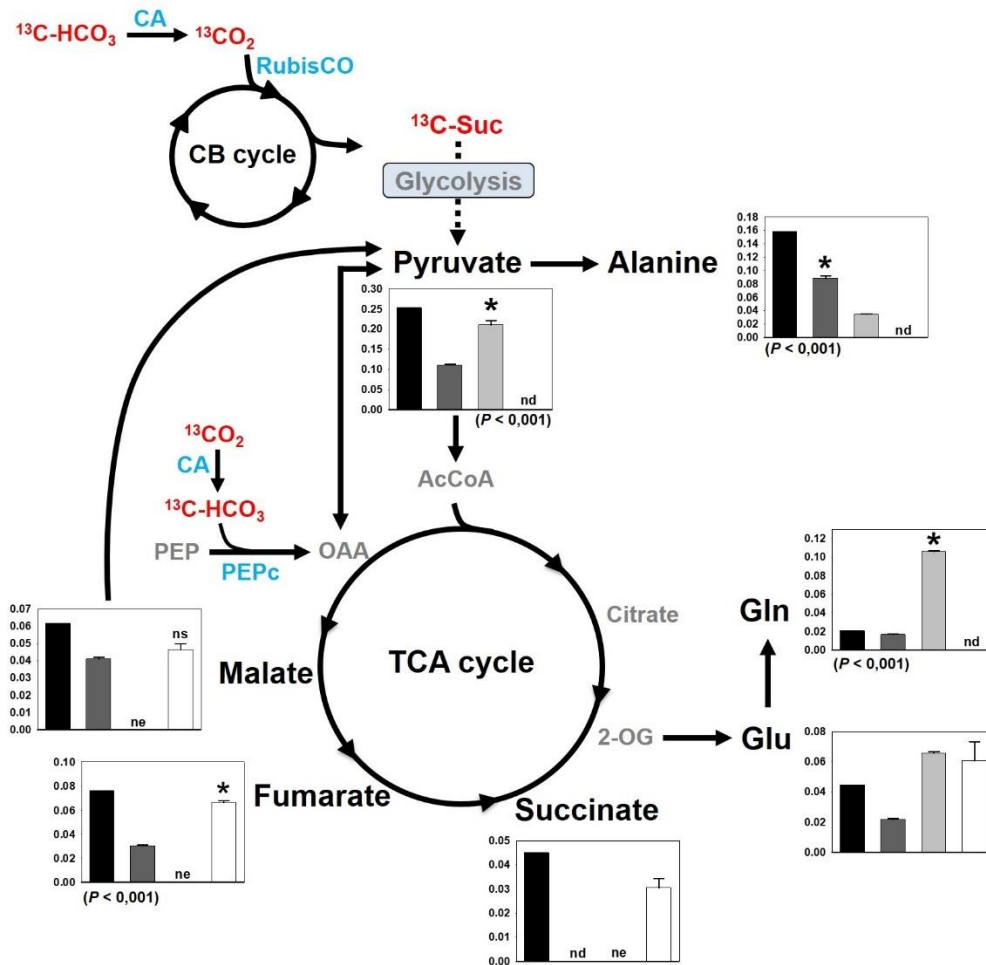 ¹³C-HCO₃ CA ¹³CO₂
RubisCO
CB cycle
¹³C-Suc
Glycolysis
Pyruvate
Alanine
0.18
0.16
0.14
0.12
0.10
0.08
0.06
0.04
0.02
0.00
*
nd
(P < 0,001)
0.30
0.25
0.20
0.15
0.10
0.05
0.00
*
nd
(P < 0,001)
¹³CO₂
CA
¹³C-HCO₃
PEP
PEPc
OAA
AcCoA
Citrate
TCA cycle
2-OG
Gln
0.12
0.10
0.08
0.06
0.04
0.02
0.00
*
nd
(P < 0,001)
Glu
0.08
0.06
0.04
0.02
0.00
Malate
0.07
0.06
0.05
0.04
0.03
0.02
0.01
0.00
ne
ns
Fumarate
0.10
0.08
0.06
0.04
0.02
0.00
ne
*
(P < 0,001)
Succinate
0.05
0.04
0.03
0.02
0.01
0.00
nd
ne